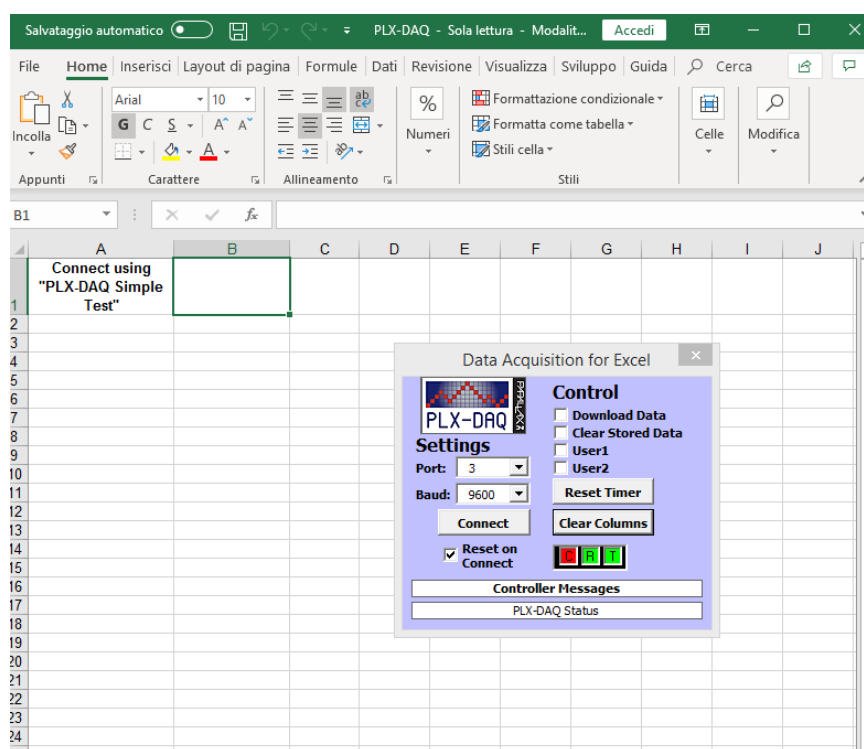 Salvataggio automatico PLX-DAQ - Sola lettura - Modalit... Accedi
File Home Inserisci Layout di pagina Formule Dati Revisione Visualizza Sviluppo Guida Cerca
Incolla Arial 10 ab % Numeri Formattazione condizionale Celle Modifica
G C S A^ A˅ Formatta come tabella
A Stili cella
Appunti Carattere Allineamento Stili
B1 fx
A B C D E F G H I J
1 Connect using
"PLX-DAQ Simple
Test"
2
3
4
5
6
7
8
9
10
11
12
13
14
15
16
17
18
19
20
21
22
23
24
Data Acquisition for Excel
PLX-DAQ PARALLAX
Control
Download Data
Clear Stored Data
User1
User2
Settings
Port: 3
Baud: 9600
Reset Timer
Connect
Clear Columns
Reset on
Connect
C R T
Controller Messages
PLX-DAQ Status